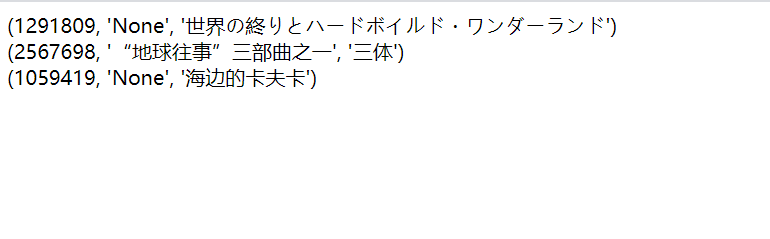 (1291809, 'None', '世界の終りとハードボイルド・ワンダーランド')
(2567698, '“地球往事”三部曲之一', '三体')
(1059419, 'None', '海边的卡夫卡')